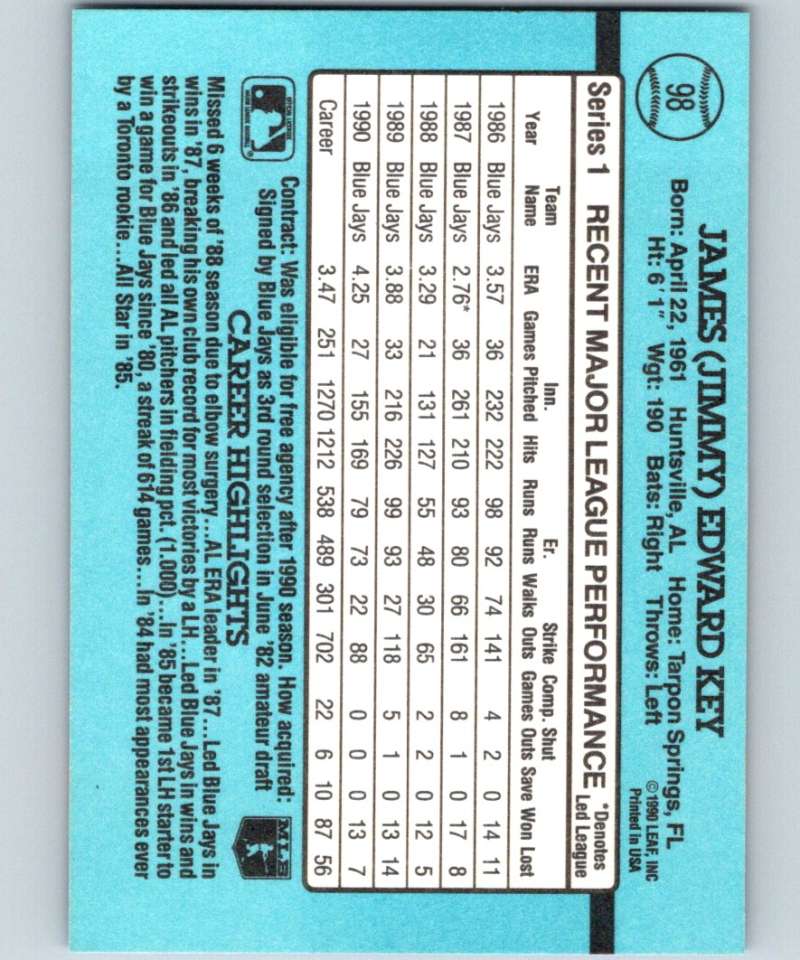 98
JAMES (JIMMY) EDWARD KEY
Born: April 22, 1961 Huntsville, AL Home: Tarpon Springs, FL
Ht: 6'1" Wgt: 190 Bats: Right Throws: Left
©1990 LEAF, INC
Printed in USA
Series 1 RECENT MAJOR LEAGUE PERFORMANCE *Denotes Led League
Year Team Name ERA Games Inn. Pitched Hits Runs Er. Runs Walks Strike Outs Comp. Games Shut Outs Save Won Lost
1986 Blue Jays 3.57 36 232 222 98 92 74 141 4 2 0 14 11
1987 Blue Jays 2.76* 36 261 210 93 80 66 161 8 1 0 17 8
1988 Blue Jays 3.29 21 131 127 55 48 30 65 2 2 0 12 5
1989 Blue Jays 3.88 33 216 226 99 93 27 118 5 1 0 13 14
1990 Blue Jays 4.25 27 155 169 79 73 22 88 0 0 0 13 7
Career 3.47 251 1270 1212 538 489 301 702 22 6 10 87 56
Contract: Was eligible for free agency after 1990 season. How acquired:
Signed by Blue Jays as 3rd round selection in June '82 amateur draft
MLB
CAREER HIGHLIGHTS
Missed 6 weeks of '88 season due to elbow surgery...AL ERA leader in '87...Led Blue Jays in
wins in '87, breaking his own club record for most victories by a LH...Led Blue Jays in wins and
strikeouts in '86 and led all AL pitchers in fielding pct. (1.000)...In '85 became 1st LH starter to
win a game for Blue Jays since '80, a streak of 614 games...In '84 had most appearances ever
by a Toronto rookie...All Star in '85.